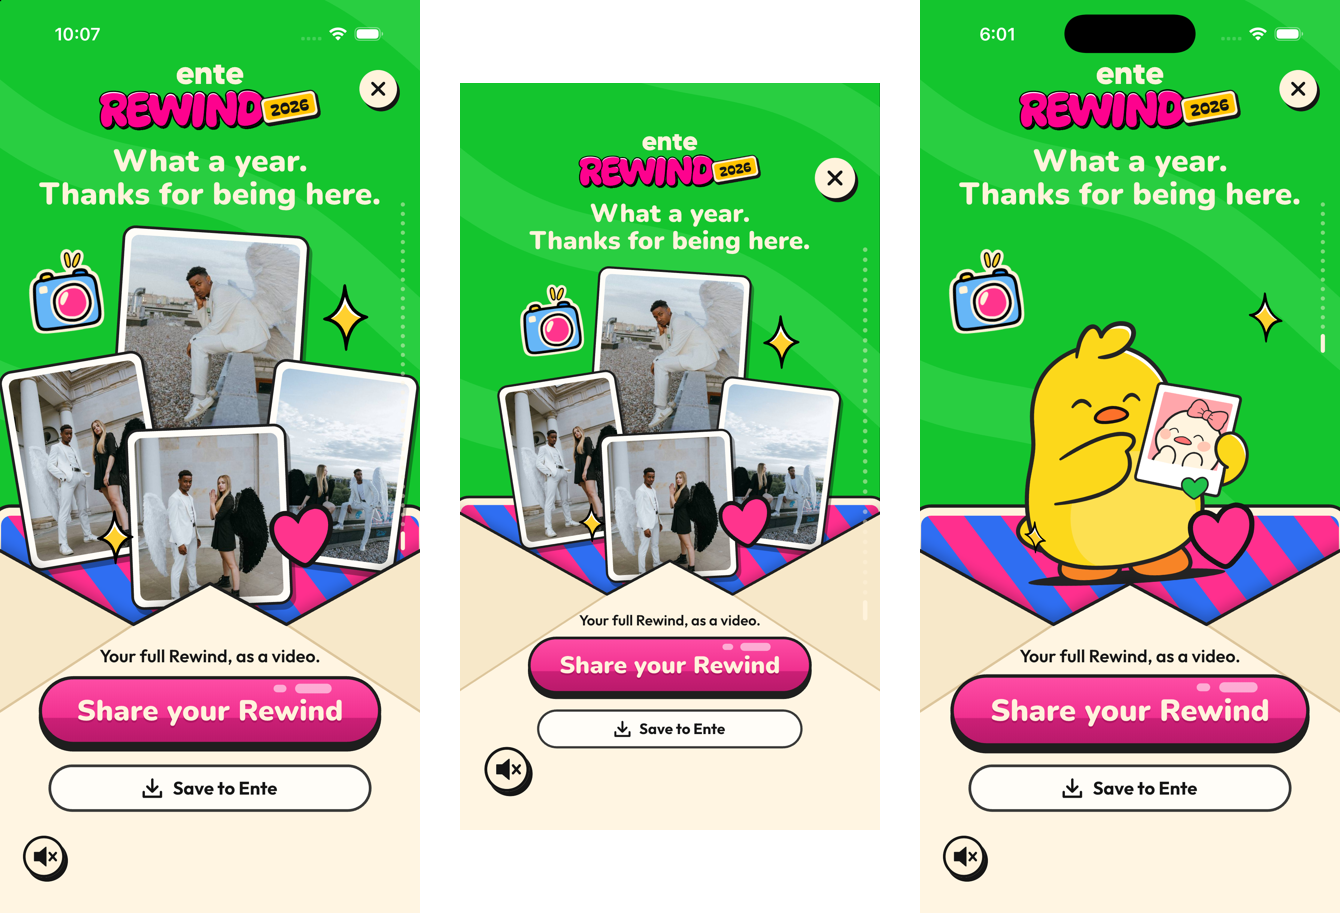 10:07
ente
REWIND 2026
What a year.
Thanks for being here.
Your full Rewind, as a video.
Share your Rewind
Save to Ente
ente
REWIND 2026
What a year.
Thanks for being here.
Your full Rewind, as a video.
Share your Rewind
Save to Ente
6:01
ente
REWIND 2026
What a year.
Thanks for being here.
Your full Rewind, as a video.
Share your Rewind
Save to Ente